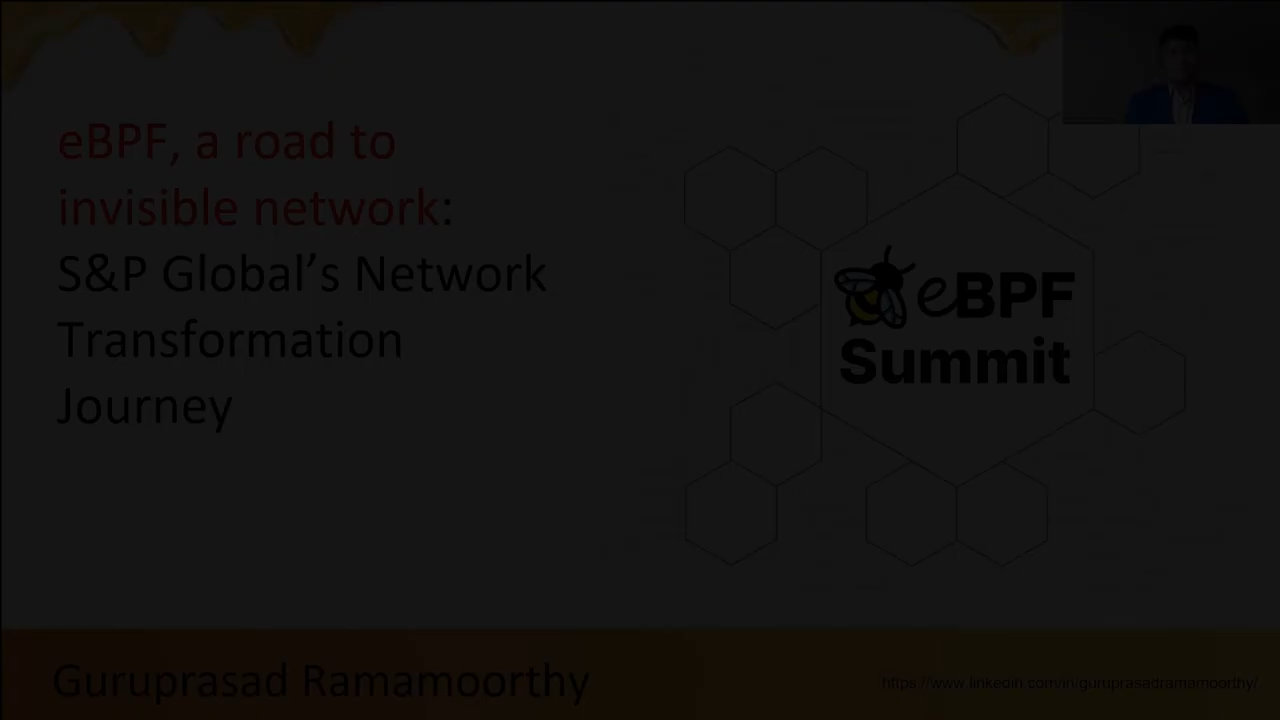 eBPF, a road to
invisible network:
S&P Global’s Network
Transformation
Journey
eBPF
Summit
Guruprasad Ramamoorthy
https://www.linkedin.com/in/guruprasadramamoorthy/